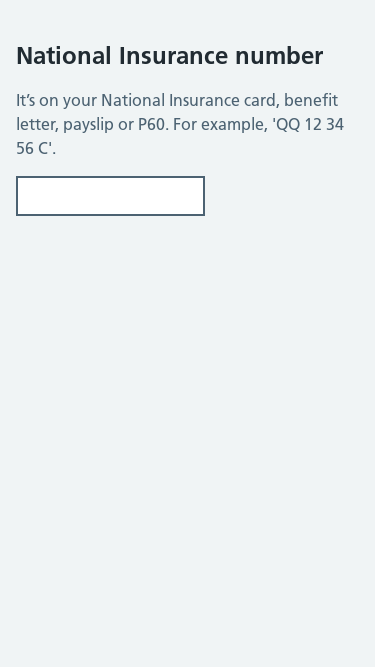 National Insurance number
It’s on your National Insurance card, benefit
letter, payslip or P60. For example, 'QQ 12 34
56 C'.